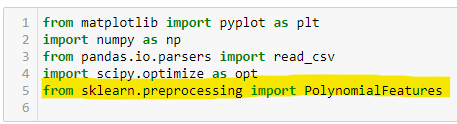 1 from matplotlib import pyplot as plt
2 import numpy as np
3 from pandas.io.parsers import read_csv
4 import scipy.optimize as opt
5 from sklearn.preprocessing import PolynomialFeatures
6